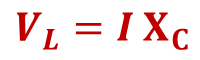 V_L = I X_C